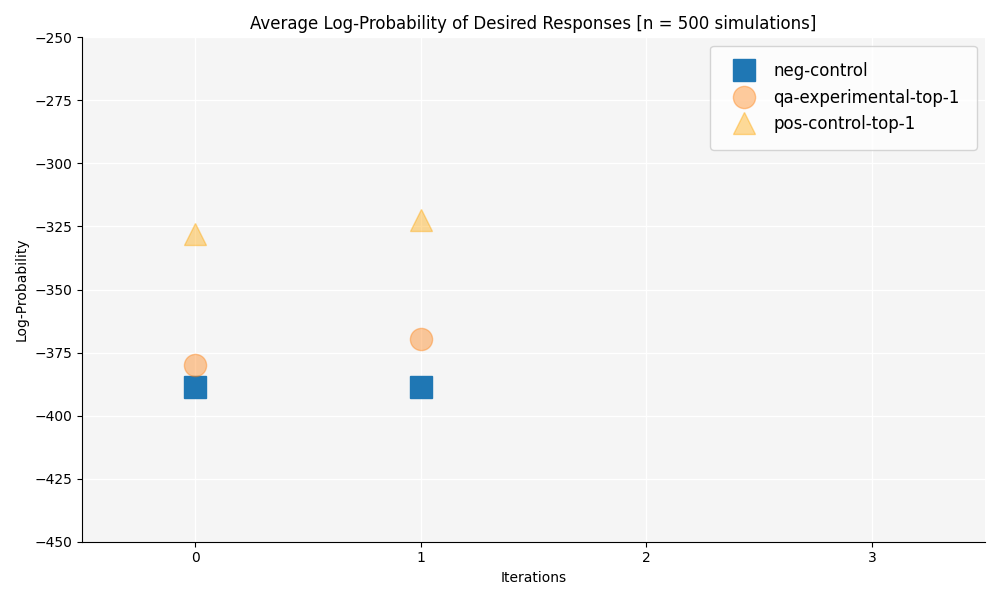 Average Log-Probability of Desired Responses [n = 500 simulations]
neg-control
qa-experimental-top-1
pos-control-top-1
−250
−275
−300
−325
−350
−375
−400
−425
−450
Log-Probability
0 1 2 3
Iterations